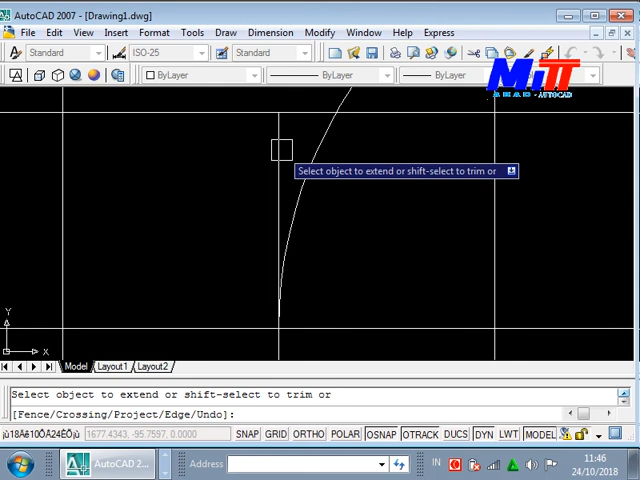 AutoCAD 2007 - [Drawing1.dwg]
File Edit View Insert Format Tools Draw Dimension Modify Window Help Express
Standard ISO-25 Standard
ByLayer ByLayer ByLayer
MiTT
AHAD - AUTOCAD
Select object to extend or shift-select to trim or
Y
X
Model Layout1 Layout2
Select object to extend or shift-select to trim or
[Fence/Crossing/Project/Edge/Undo]:
1677.4343, -95.7597, 0.0000 SNAP GRID ORTHO POLAR OSNAP OTRACK DUCS DYN LWT MODEL
AutoCAD 2... Address IN 11:46
24/10/2018